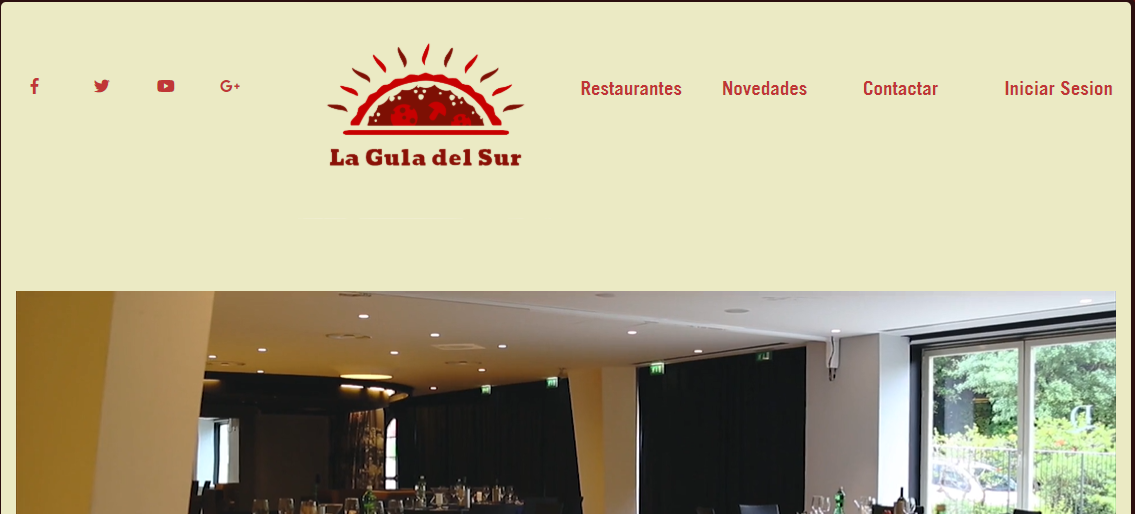 Restaurantes Novedades Contactar Iniciar Sesion
La Gula del Sur